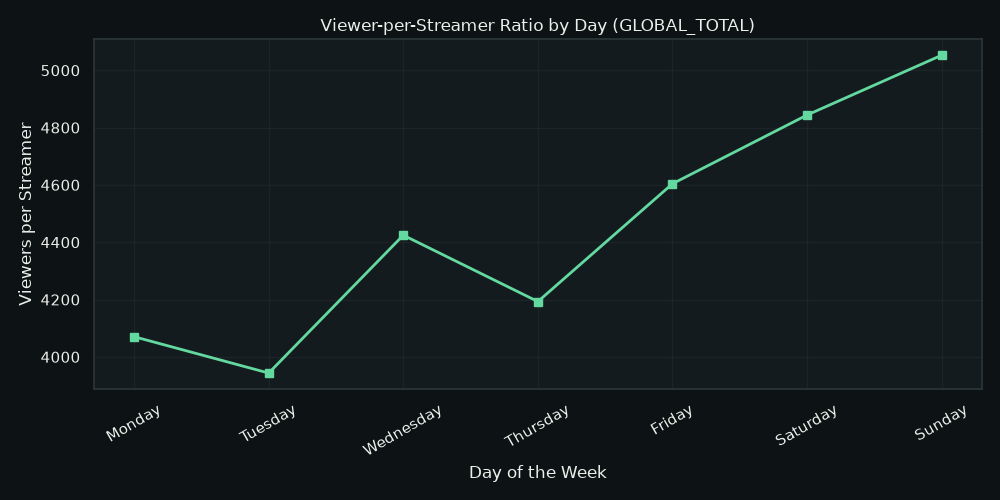 Viewer-per-Streamer Ratio by Day (GLOBAL_TOTAL)
Viewers per Streamer
5000
4800
4600
4400
4200
4000
Monday
Tuesday
Wednesday
Thursday
Friday
Saturday
Sunday
Day of the Week